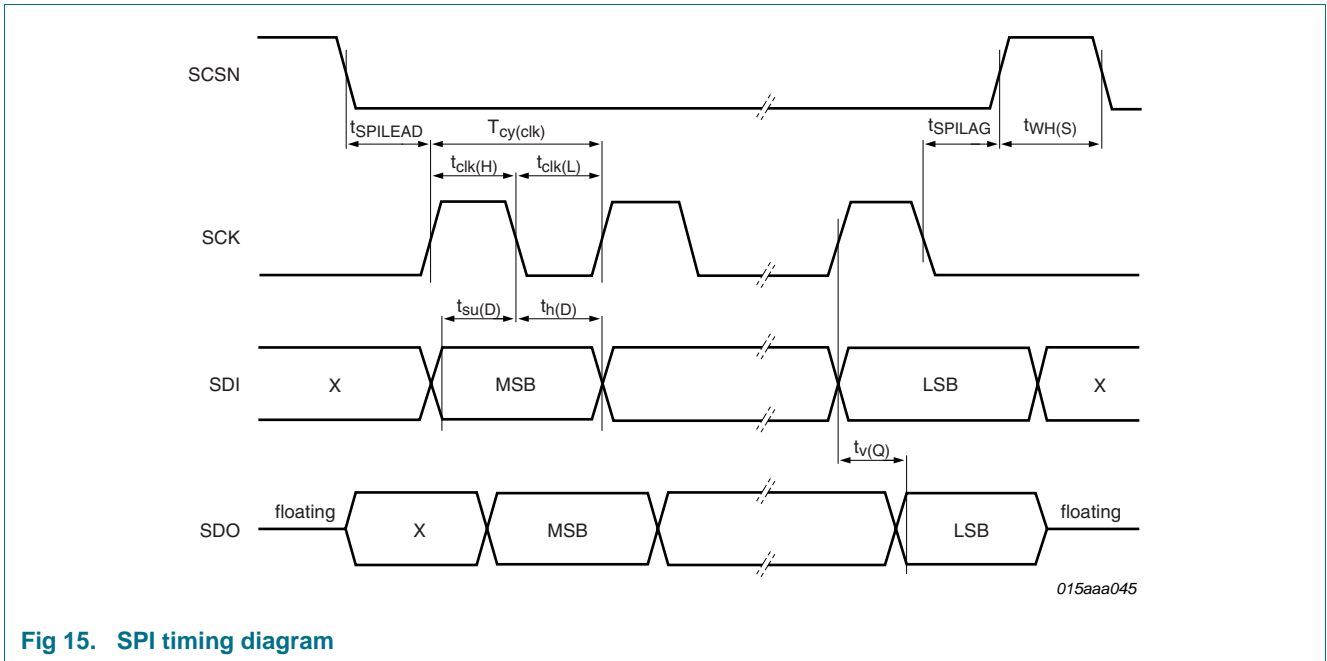 SCSN
tSPILEAD Tcy(clk) tSPILAG tWH(S)
tclk(H) tclk(L)
SCK
tsu(D) th(D)
SDI X MSB LSB X
tv(Q)
SDO floating X MSB LSB floating
015aaa045
Fig 15. SPI timing diagram